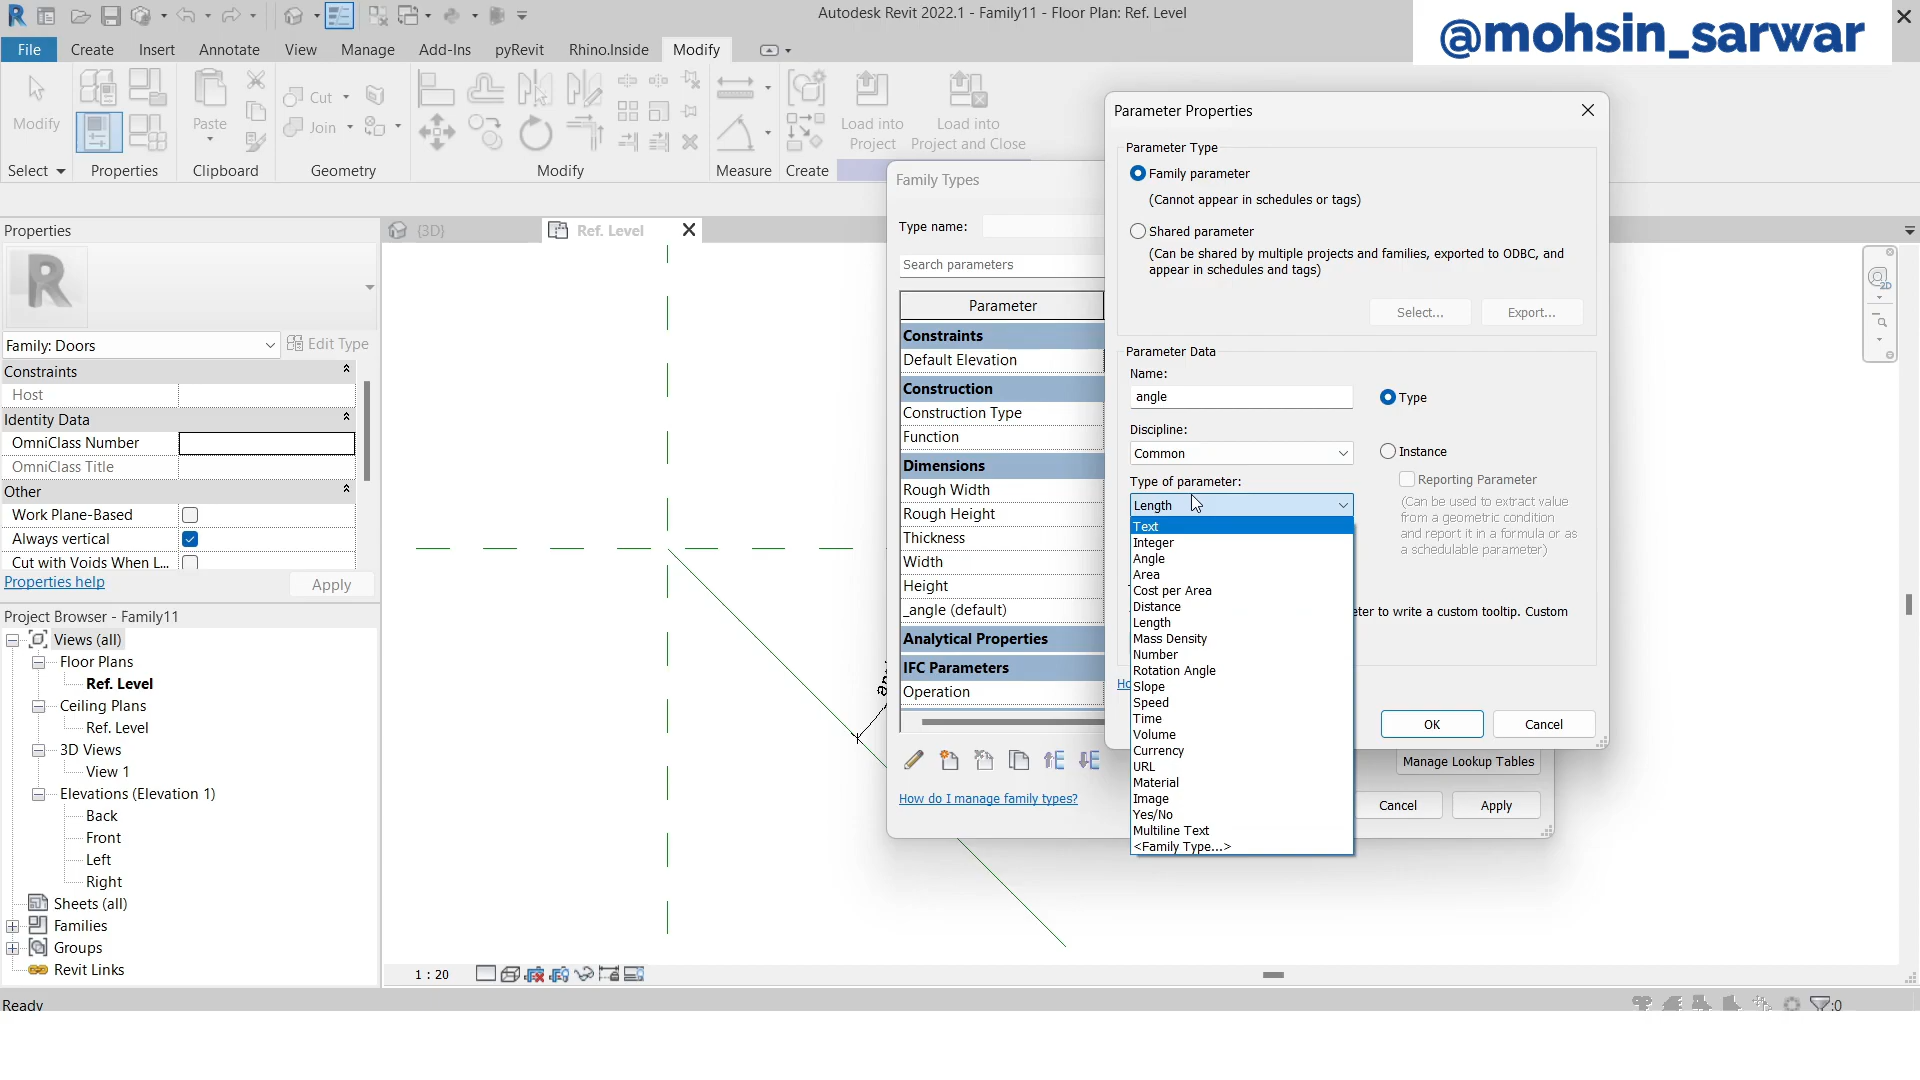 Autodesk Revit 2022.1 - Family11 - Floor Plan: Ref. Level
@mohsin_sarwar
File
Create
Insert
Annotate
View
Manage
Add-Ins
pyRevit
Rhino.Inside
Modify
Modify
Paste
Cut
Join
Load into
Project
Load into
Project and Close
Select
Properties
Clipboard
Geometry
Modify
Measure
Create
Properties
Family: Doors
Edit Type
Constraints
Host
Identity Data
OmniClass Number
OmniClass Title
Other
Work Plane-Based
Always vertical
Cut with Voids When L...
Properties help
Apply
Project Browser - Family11
Views (all)
Floor Plans
Ref. Level
Ceiling Plans
Ref. Level
3D Views
View 1
Elevations (Elevation 1)
Back
Front
Left
Right
Sheets (all)
Families
Groups
Revit Links
Ready
{3D}
Ref. Level
1 : 20
Family Types
Type name:
Search parameters
Parameter
Constraints
Default Elevation
Construction
Construction Type
Function
Dimensions
Rough Width
Rough Height
Thickness
Width
Height
_angle (default)
Analytical Properties
IFC Parameters
Operation
How do I manage family types?
Manage Lookup Tables
Cancel
Apply
Parameter Properties
Parameter Type
Family parameter
(Cannot appear in schedules or tags)
Shared parameter
(Can be shared by multiple projects and families, exported to ODBC, and
appear in schedules and tags)
Select...
Export...
Parameter Data
Name:
angle
Type
Discipline:
Common
Instance
Type of parameter:
Reporting Parameter
(Can be used to extract value
from a geometric condition
and report it in a formula or as
a schedulable parameter)
Length
Text
Integer
Angle
Area
Cost per Area
Distance
Length
Mass Density
Number
Rotation Angle
Slope
Speed
Time
Volume
Currency
URL
Material
Image
Yes/No
Multiline Text
<Family Type...>
to write a custom tooltip. Custom
OK
Cancel
2D
:0